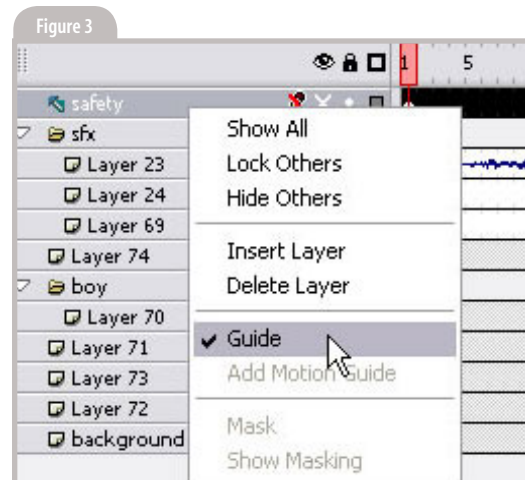 Figure 3
1 5
safety
sfx
Layer 23
Layer 24
Layer 69
Layer 74
boy
Layer 70
Layer 71
Layer 73
Layer 72
background
Show All
Lock Others
Hide Others
Insert Layer
Delete Layer
Guide
Add Motion Guide
Mask
Show Masking